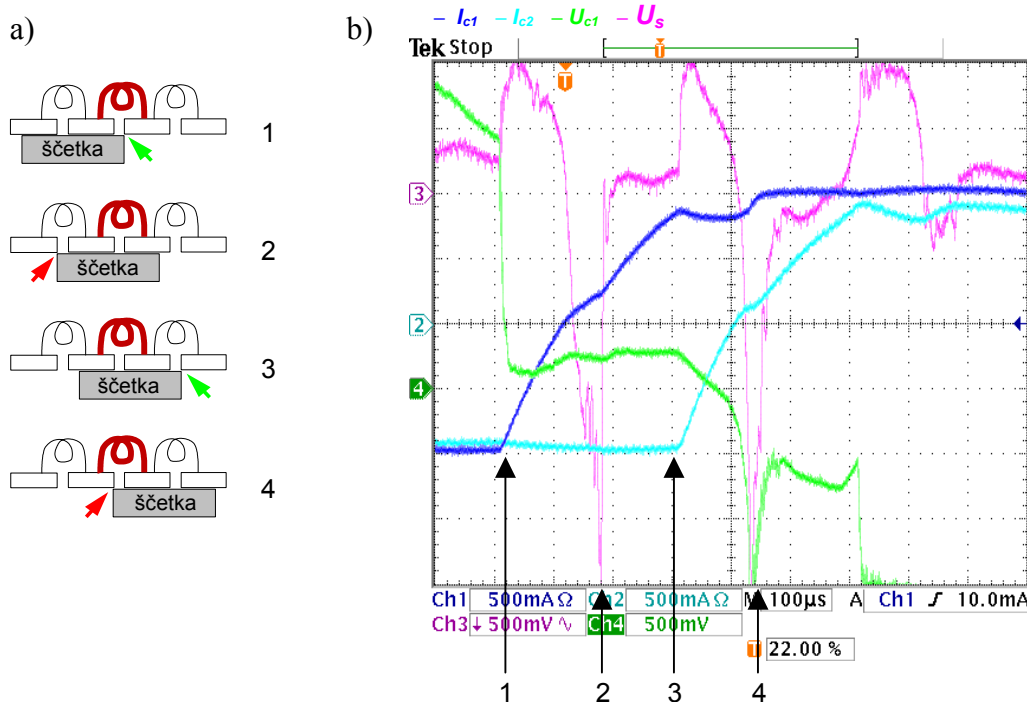 a)
ščetka
1
ščetka
2
ščetka
3
ščetka
4
b)
– Ic1 – Ic2 – Uc1 – Us
Tek Stop
T
T
3
2
4
Ch1 500mA Ω Ch2 500mA Ω M 100µs A Ch1 10.0mA
Ch3 ↓ 500mV ∿ Ch4 500mV
T 22.00 %
1 2 3 4